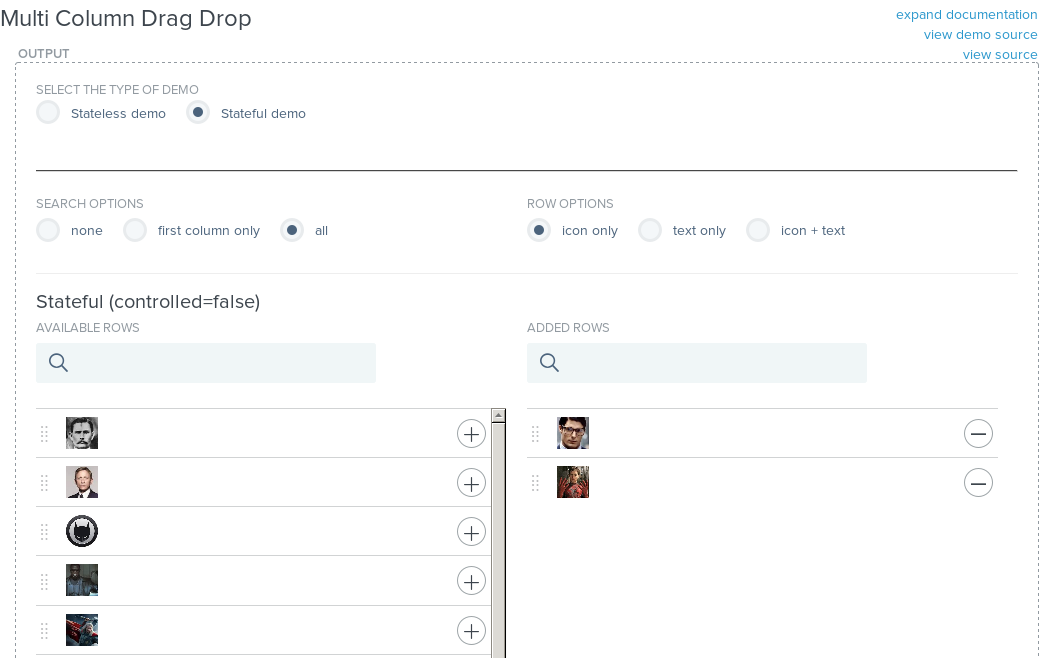 Multi Column Drag Drop
expand documentation
view demo source
view source
OUTPUT
SELECT THE TYPE OF DEMO
Stateless demo
Stateful demo
SEARCH OPTIONS
none
first column only
all
ROW OPTIONS
icon only
text only
icon + text
Stateful (controlled=false)
AVAILABLE ROWS
ADDED ROWS